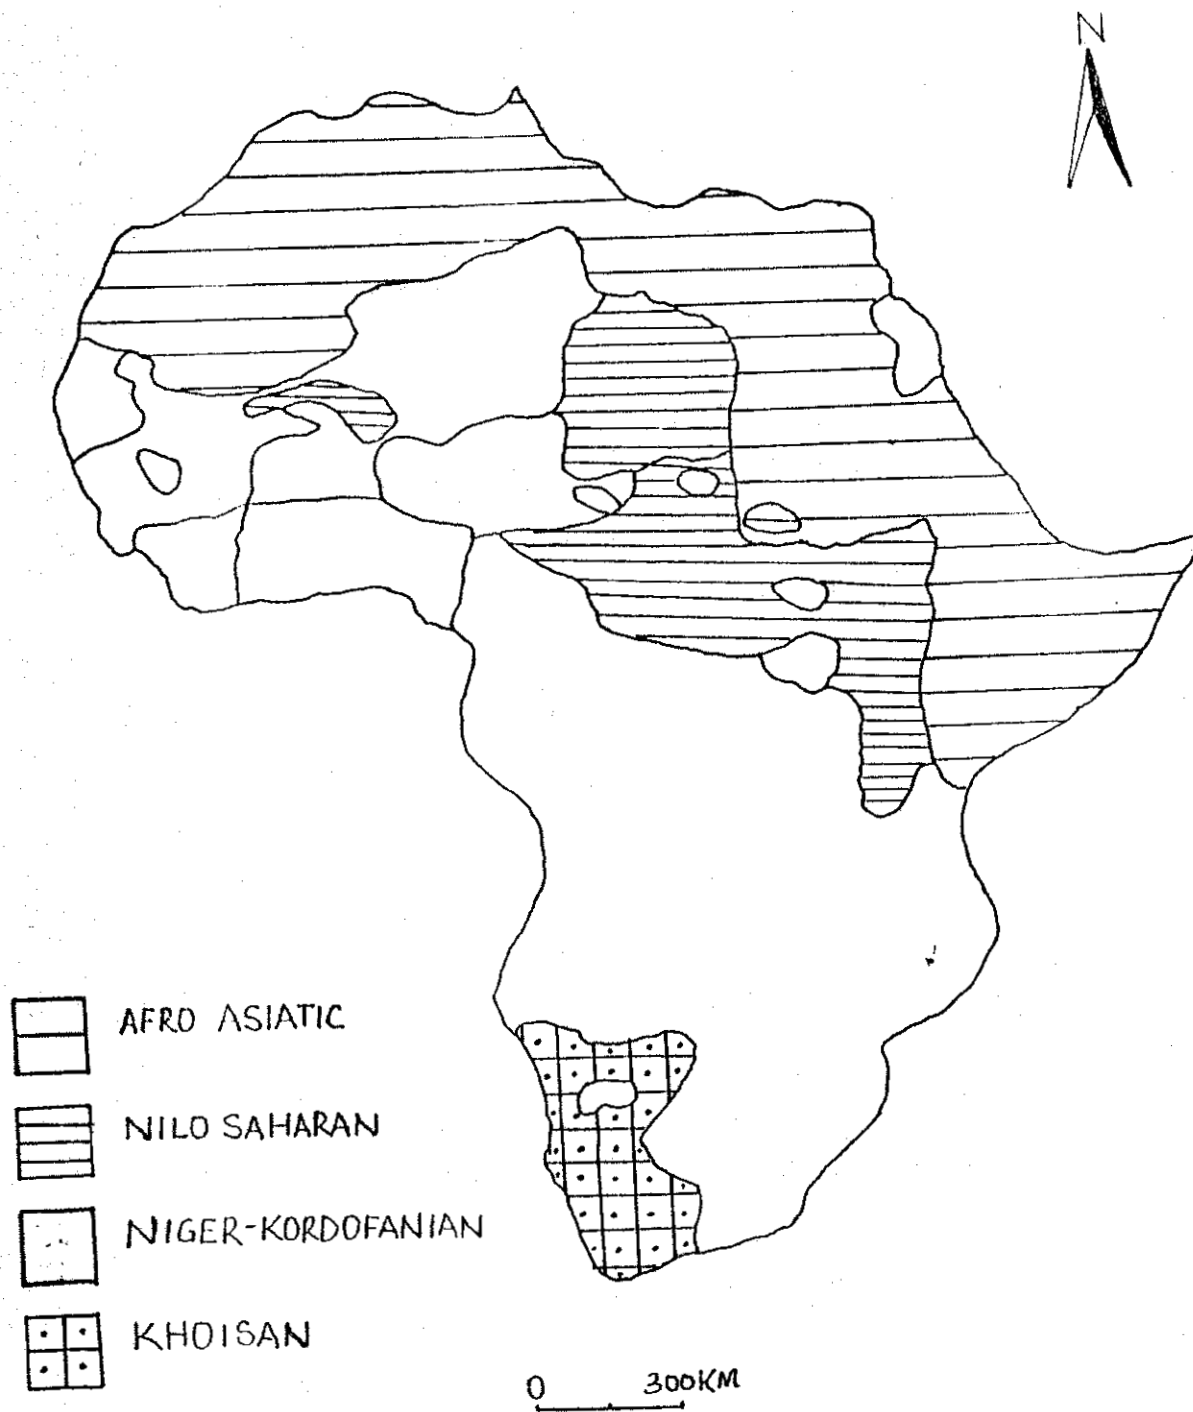 N
AFRO ASIATIC
NILO SAHARAN
NIGER-KORDOFANIAN
KHOISAN
0 300KM